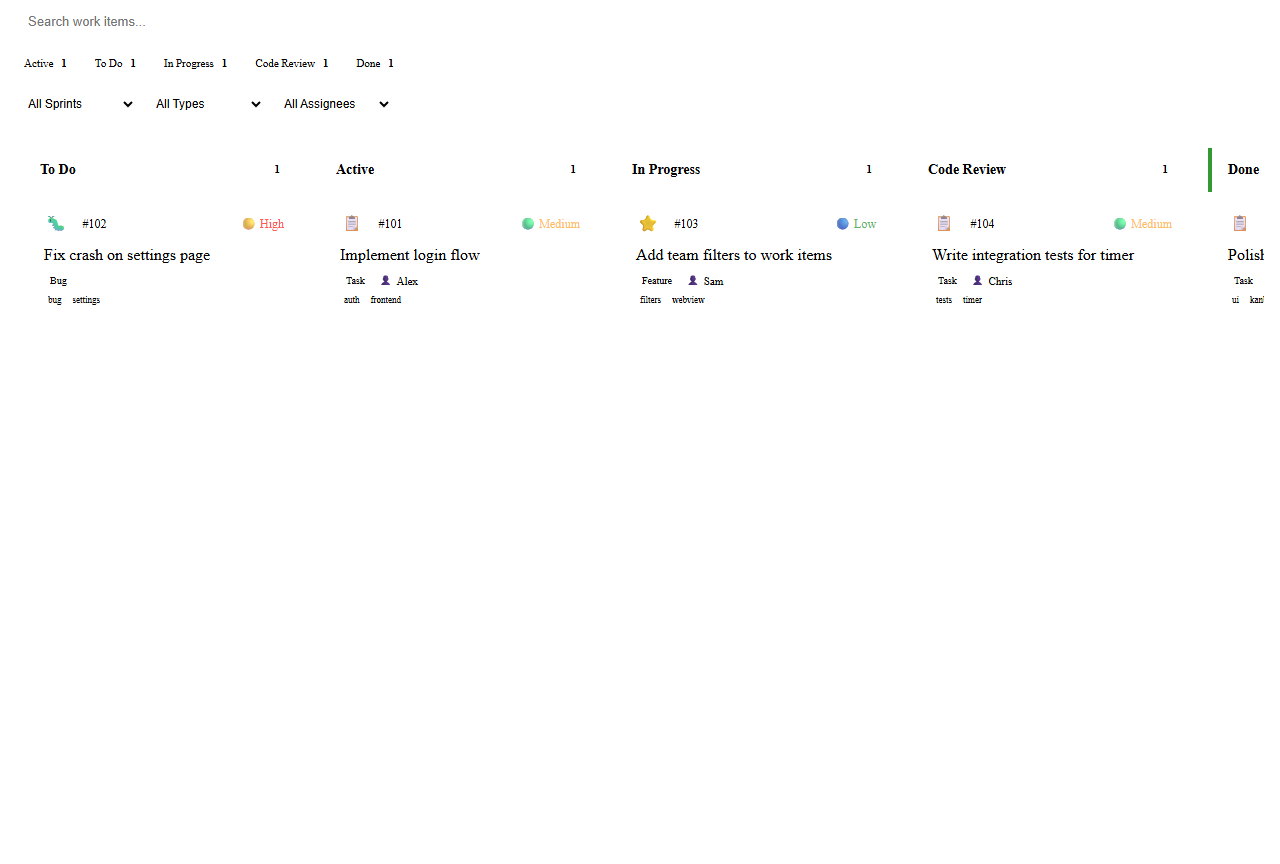 Search work items...
Active 1 To Do 1 In Progress 1 Code Review 1 Done 1
All Sprints All Types All Assignees
To Do 1 Active 1 In Progress 1 Code Review 1 Done
#102 High #101 Medium #103 Low #104 Medium
Fix crash on settings page Implement login flow Add team filters to work items Write integration tests for timer Polish
Bug Task Alex Feature Sam Task Chris Task
bug settings auth frontend filters webview tests timer ui